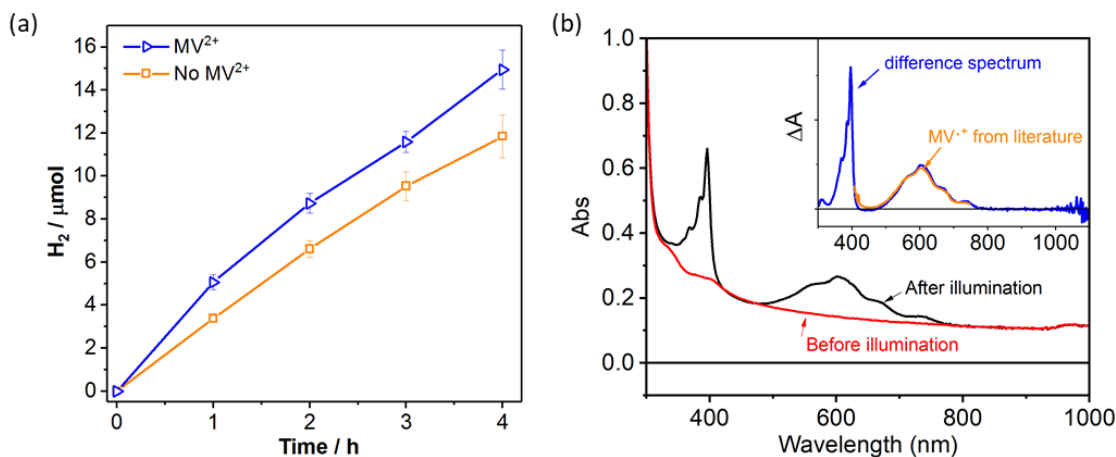 (a)
16
14
12
10
8
6
4
2
0
H₂ / μmol
MV²⁺
No MV²⁺
0 1 2 3 4
Time / h
(b)
1.0
0.8
0.6
0.4
0.2
0.0
Abs
difference spectrum
ΔA
MV·⁺ from literature
400 600 800 1000
After illumination
Before illumination
400 600 800 1000
Wavelength (nm)